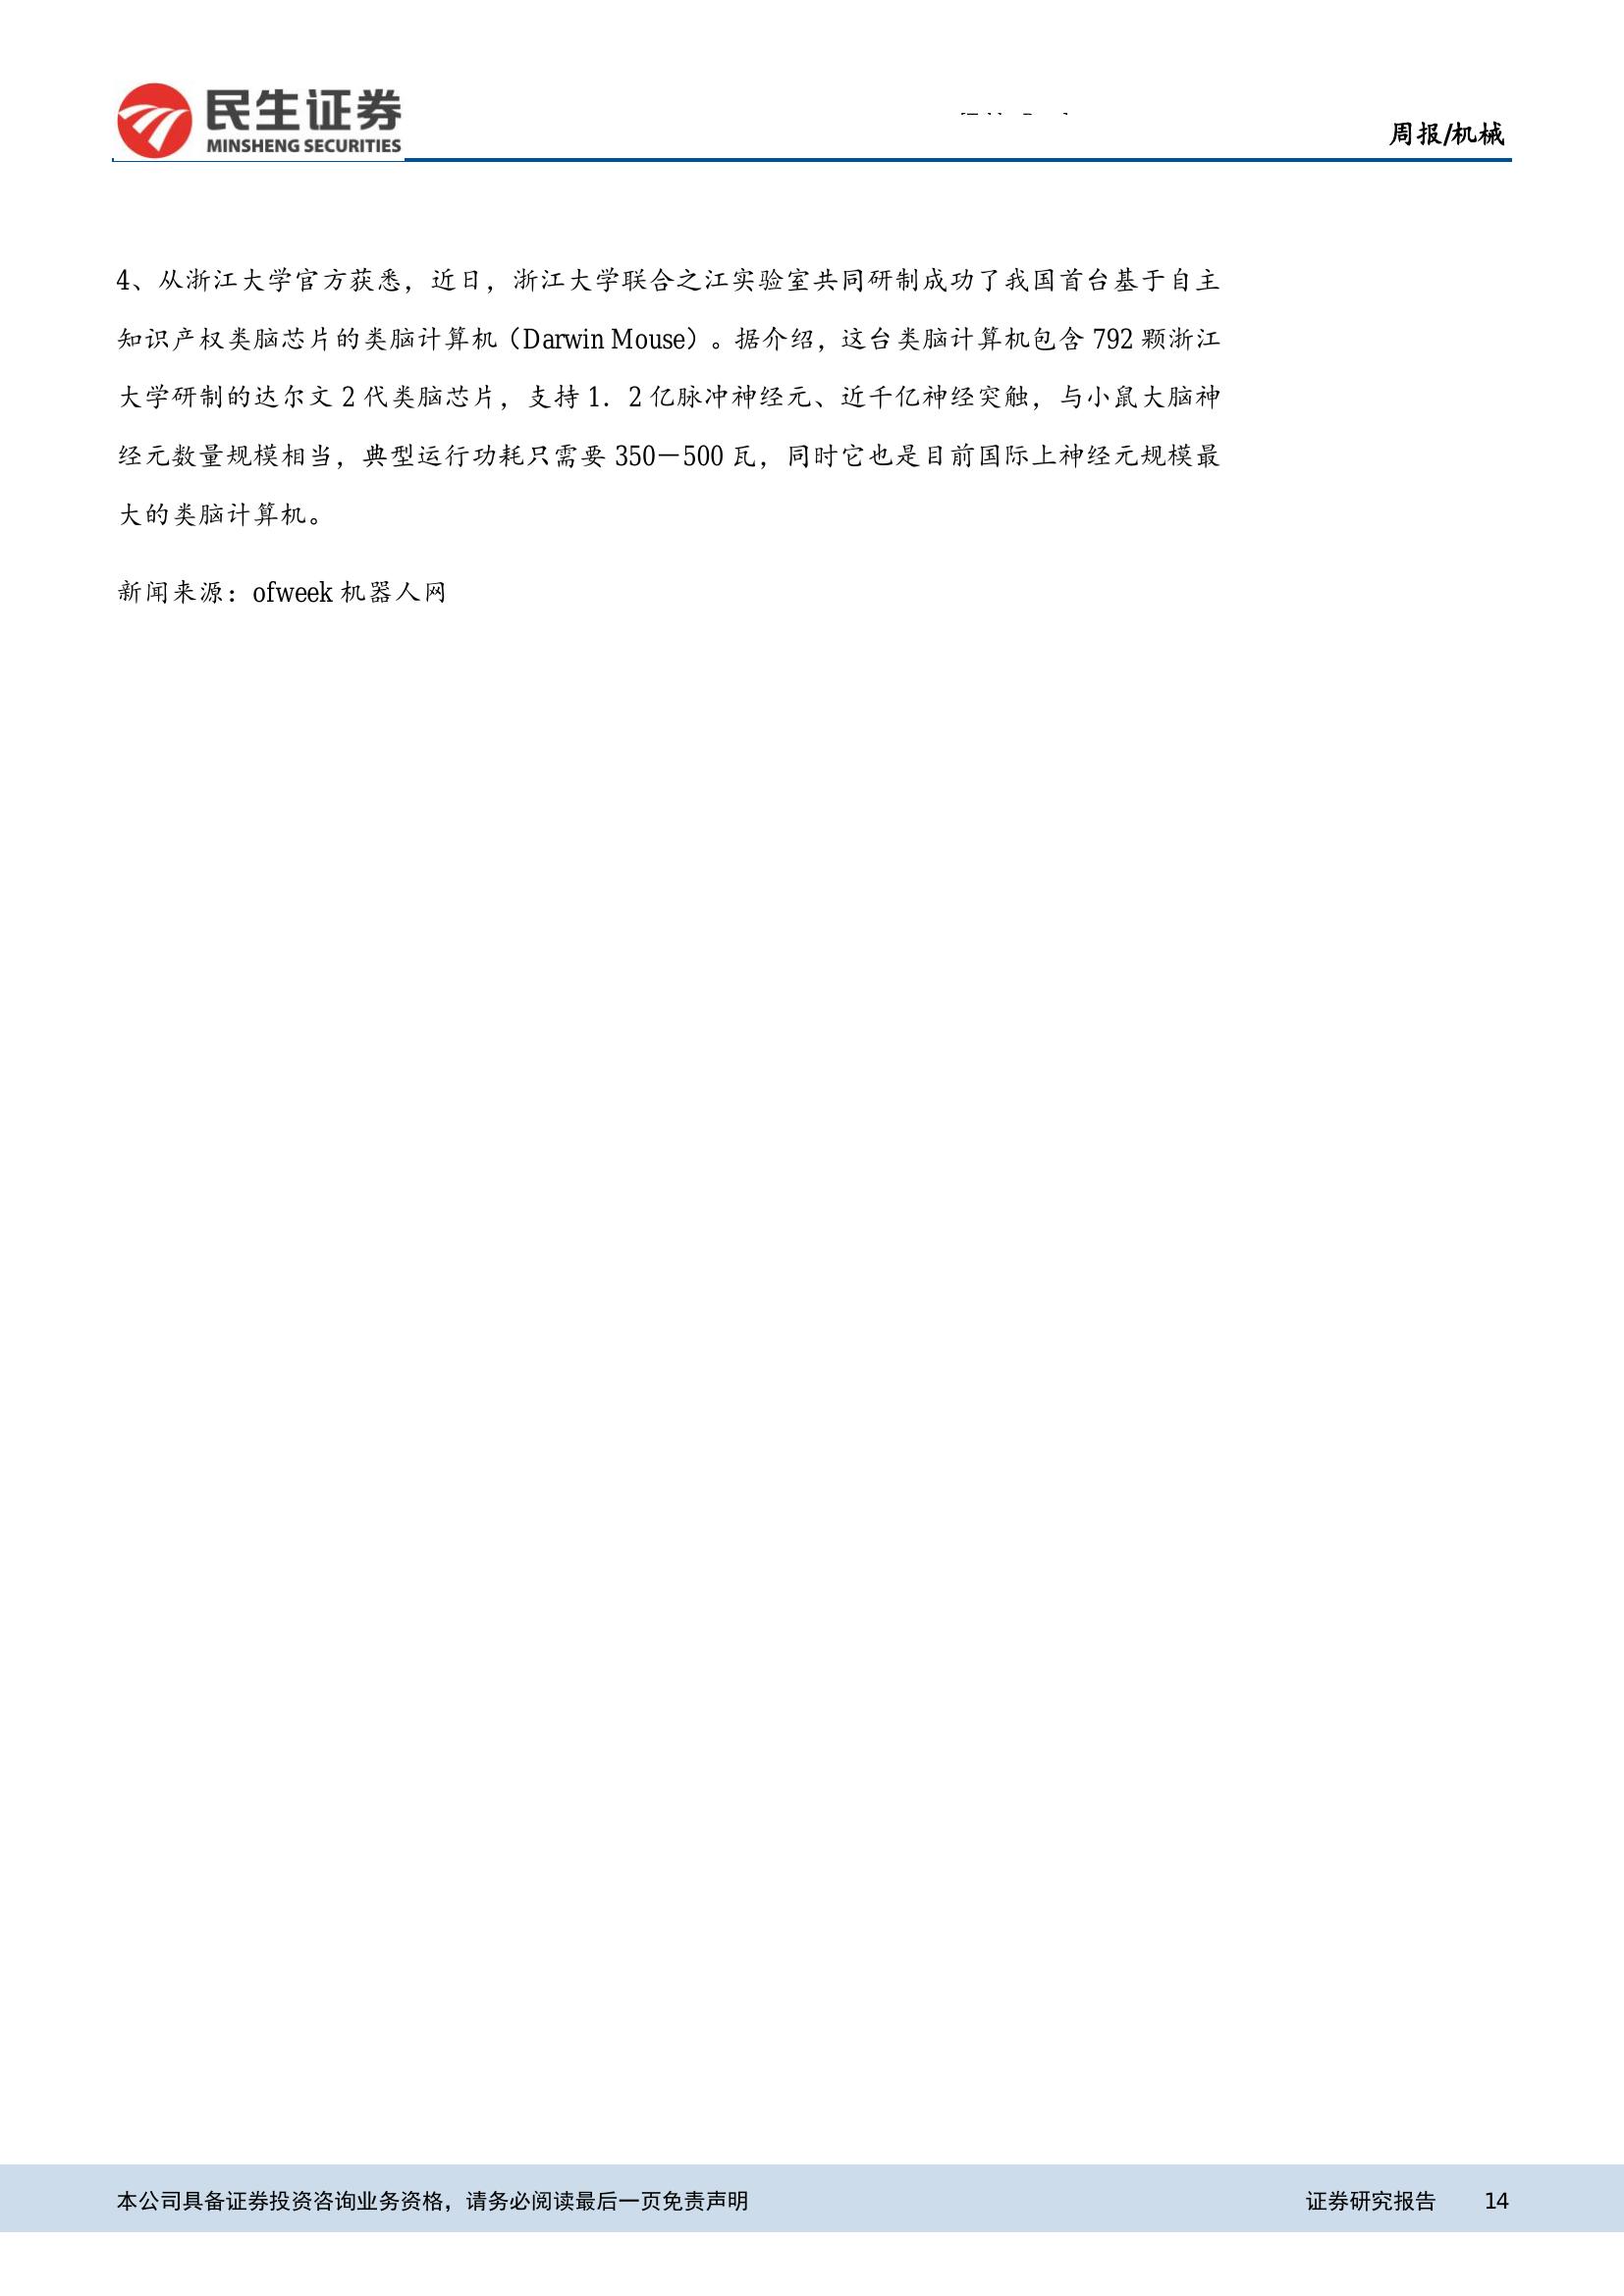 民生证券
MINSHENG SECURITIES
周报/机械
4、从浙江大学官方获悉，近日，浙江大学联合之江实验室共同研制成功了我国首台基于自主
知识产权类脑芯片的类脑计算机（Darwin Mouse）。据介绍，这台类脑计算机包含 792 颗浙江
大学研制的达尔文 2 代类脑芯片，支持 1．2 亿脉冲神经元、近千亿神经突触，与小鼠大脑神
经元数量规模相当，典型运行功耗只需要 350－500 瓦，同时它也是目前国际上神经元规模最
大的类脑计算机。
新闻来源：ofweek 机器人网
本公司具备证券投资咨询业务资格，请务必阅读最后一页免责声明 证券研究报告 14